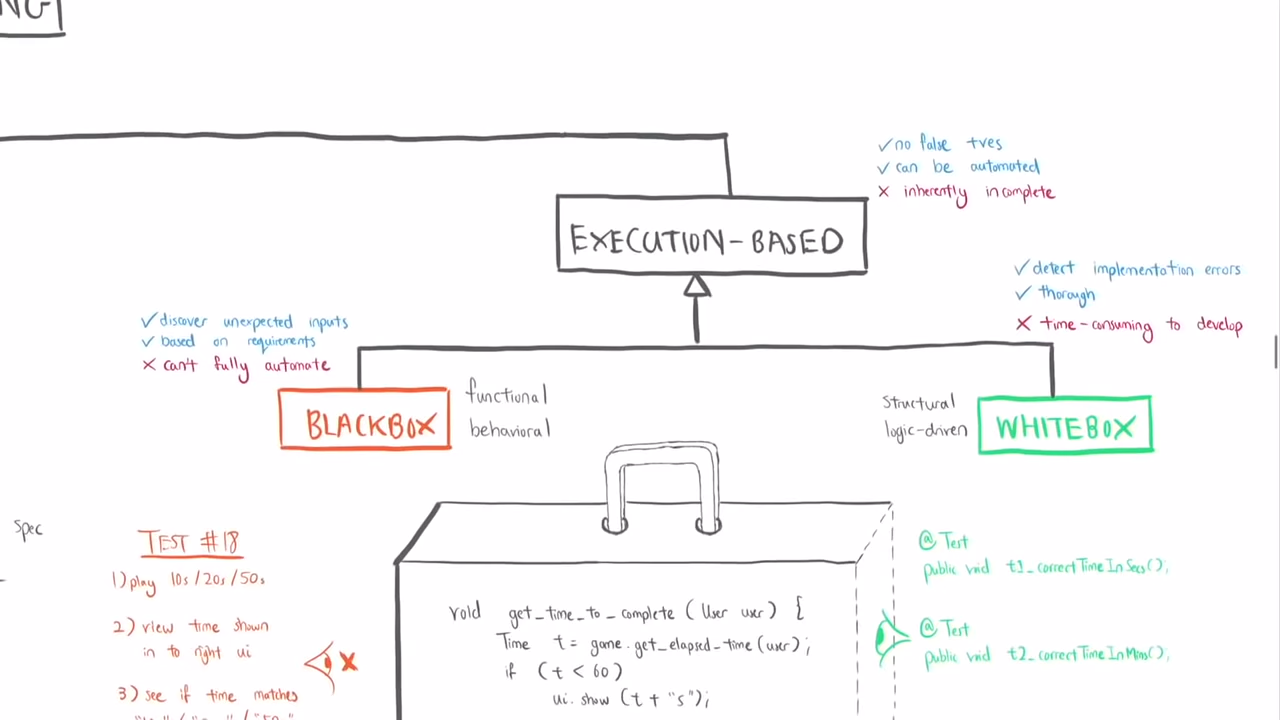 NG
✓ no false +ves
✓ can be automated
× inherently incomplete
EXECUTION-BASED
✓ detect implementation errors
✓ thorough
× time-consuming to develop
✓ discover unexpected inputs
✓ based on requirements
× can't fully automate
BLACKBOX
functional
behavioral
structural
logic-driven
WHITEBOX
spec
TEST #18
1) play 10s/20s/50s
2) view time shown
in to right ui
3) see if time matches
void get_time_to_complete (User user) {
Time t = game.get_elapsed_time(user);
if (t < 60)
ui.show (t + "s");
@Test
public void t1_correctTimeInSecs();
@Test
public void t2_correctTimeInMins();